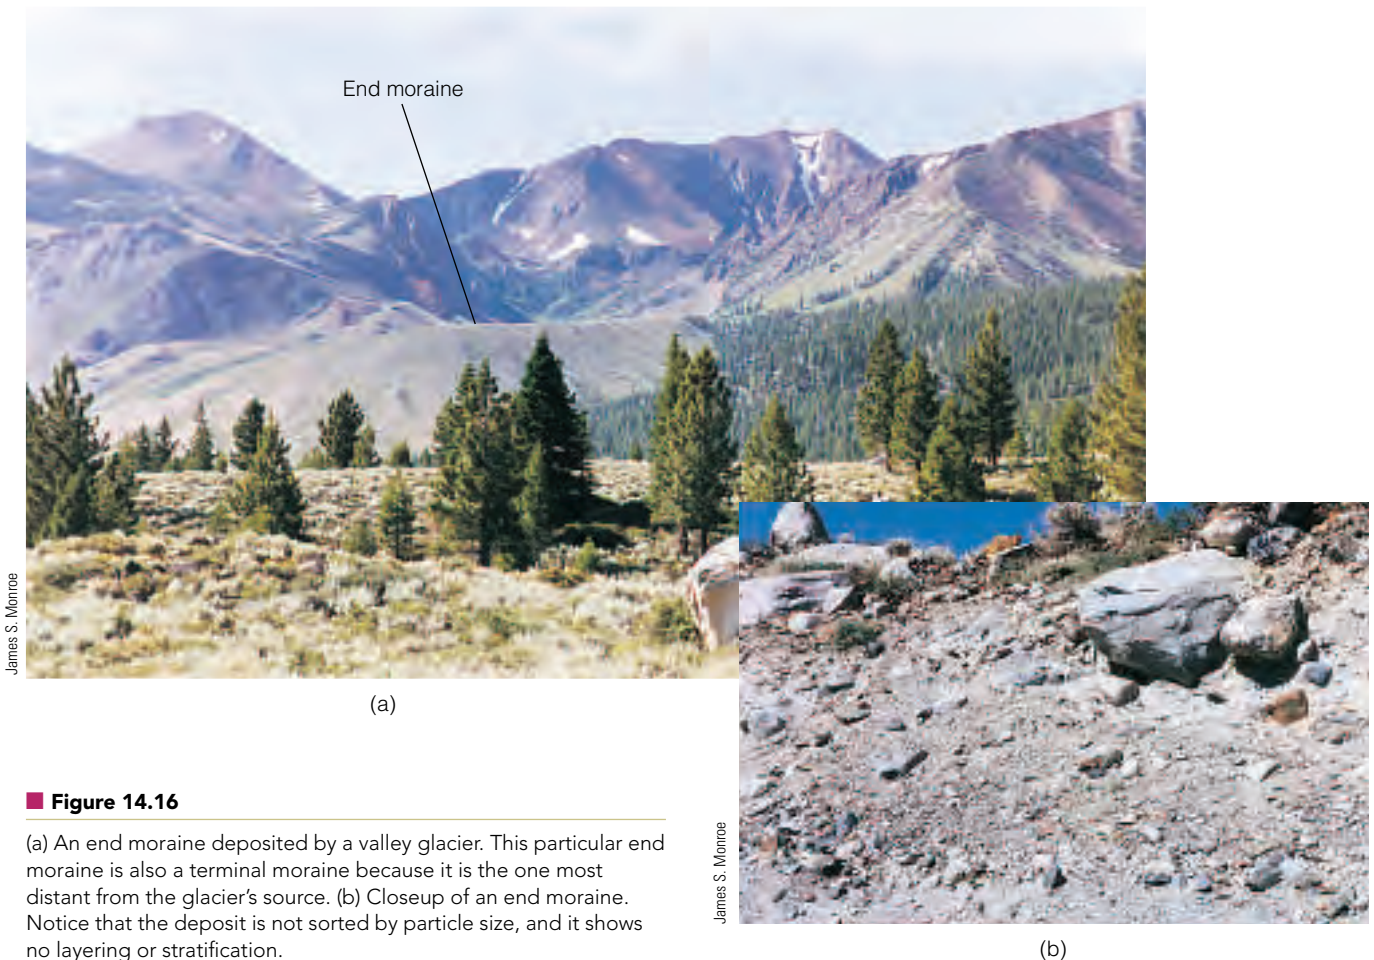 End moraine
James S. Monroe
(a)
James S. Monroe
(b)
Figure 14.16
(a) An end moraine deposited by a valley glacier. This particular end
moraine is also a terminal moraine because it is the one most
distant from the glacier’s source. (b) Closeup of an end moraine.
Notice that the deposit is not sorted by particle size, and it shows
no layering or stratification.